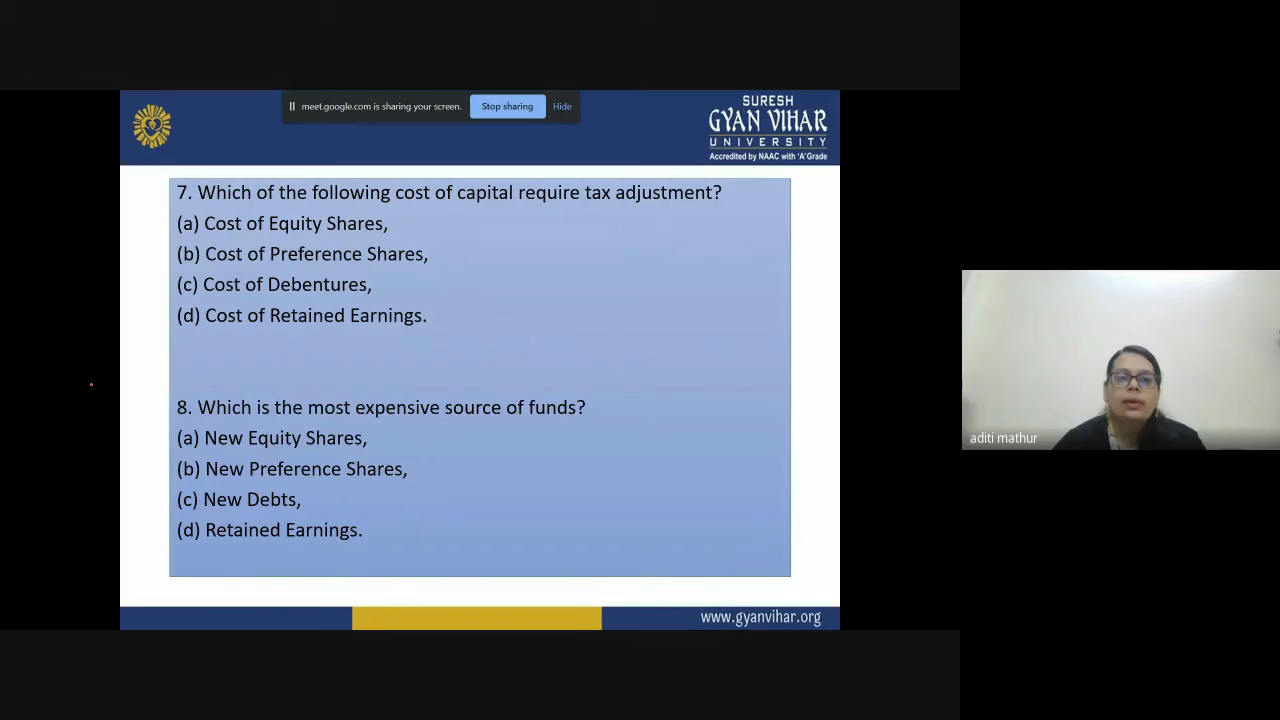 meet.google.com is sharing your screen.
Stop sharing
Hide
SURESH
GYAN VIHAR
UNIVERSITY
Accredited by NAAC with 'A' Grade
7. Which of the following cost of capital require tax adjustment?
(a) Cost of Equity Shares,
(b) Cost of Preference Shares,
(c) Cost of Debentures,
(d) Cost of Retained Earnings.
8. Which is the most expensive source of funds?
(a) New Equity Shares,
(b) New Preference Shares,
(c) New Debts,
(d) Retained Earnings.
aditi mathur
www.gyanvihar.org